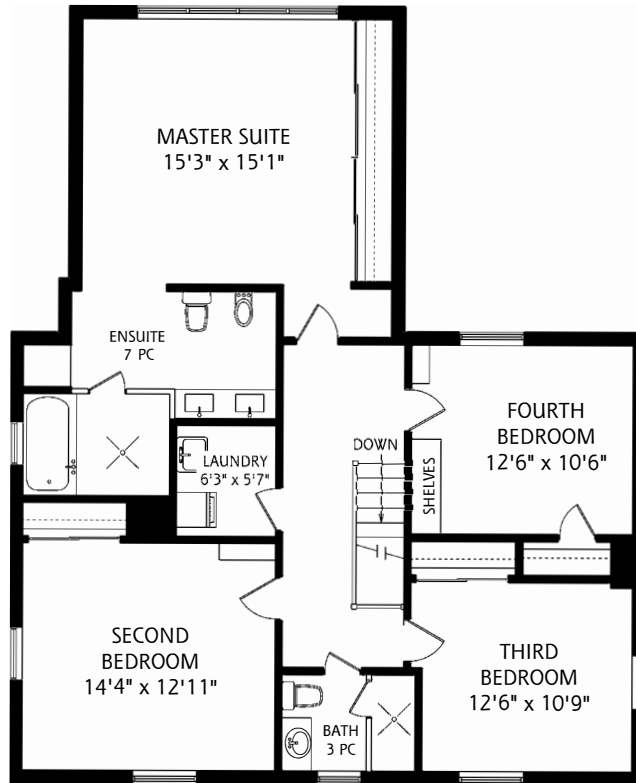 MASTER SUITE
15'3" x 15'1"
ENSUITE
7 PC
FOURTH
BEDROOM
12'6" x 10'6"
DOWN
SHELVES
LAUNDRY
6'3" x 5'7"
SECOND
BEDROOM
14'4" x 12'11"
THIRD
BEDROOM
12'6" x 10'9"
BATH
3 PC